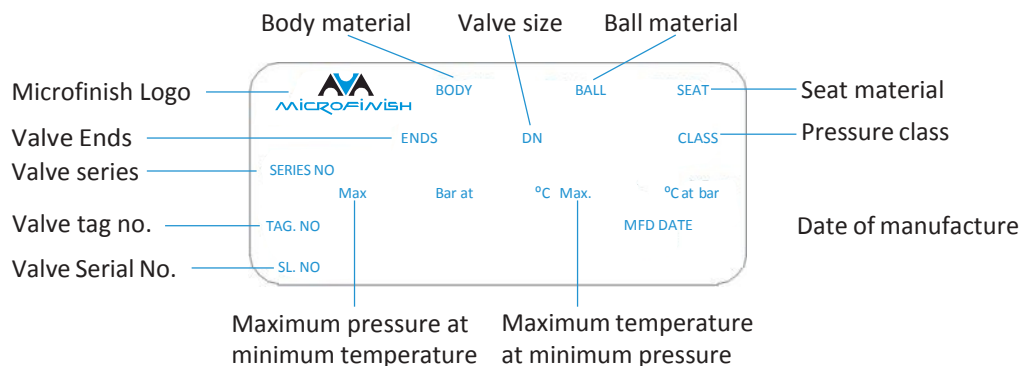 Body material Valve size Ball material
Microfinish Logo MICROFINISH BODY BALL SEAT Seat material
Valve Ends ENDS DN CLASS Pressure class
Valve series SERIES NO
Max Bar at ⁰C Max. ⁰C at bar
Valve tag no. TAG. NO MFD DATE Date of manufacture
Valve Serial No. SL. NO
Maximum pressure at Maximum temperature
minimum temperature at minimum pressure